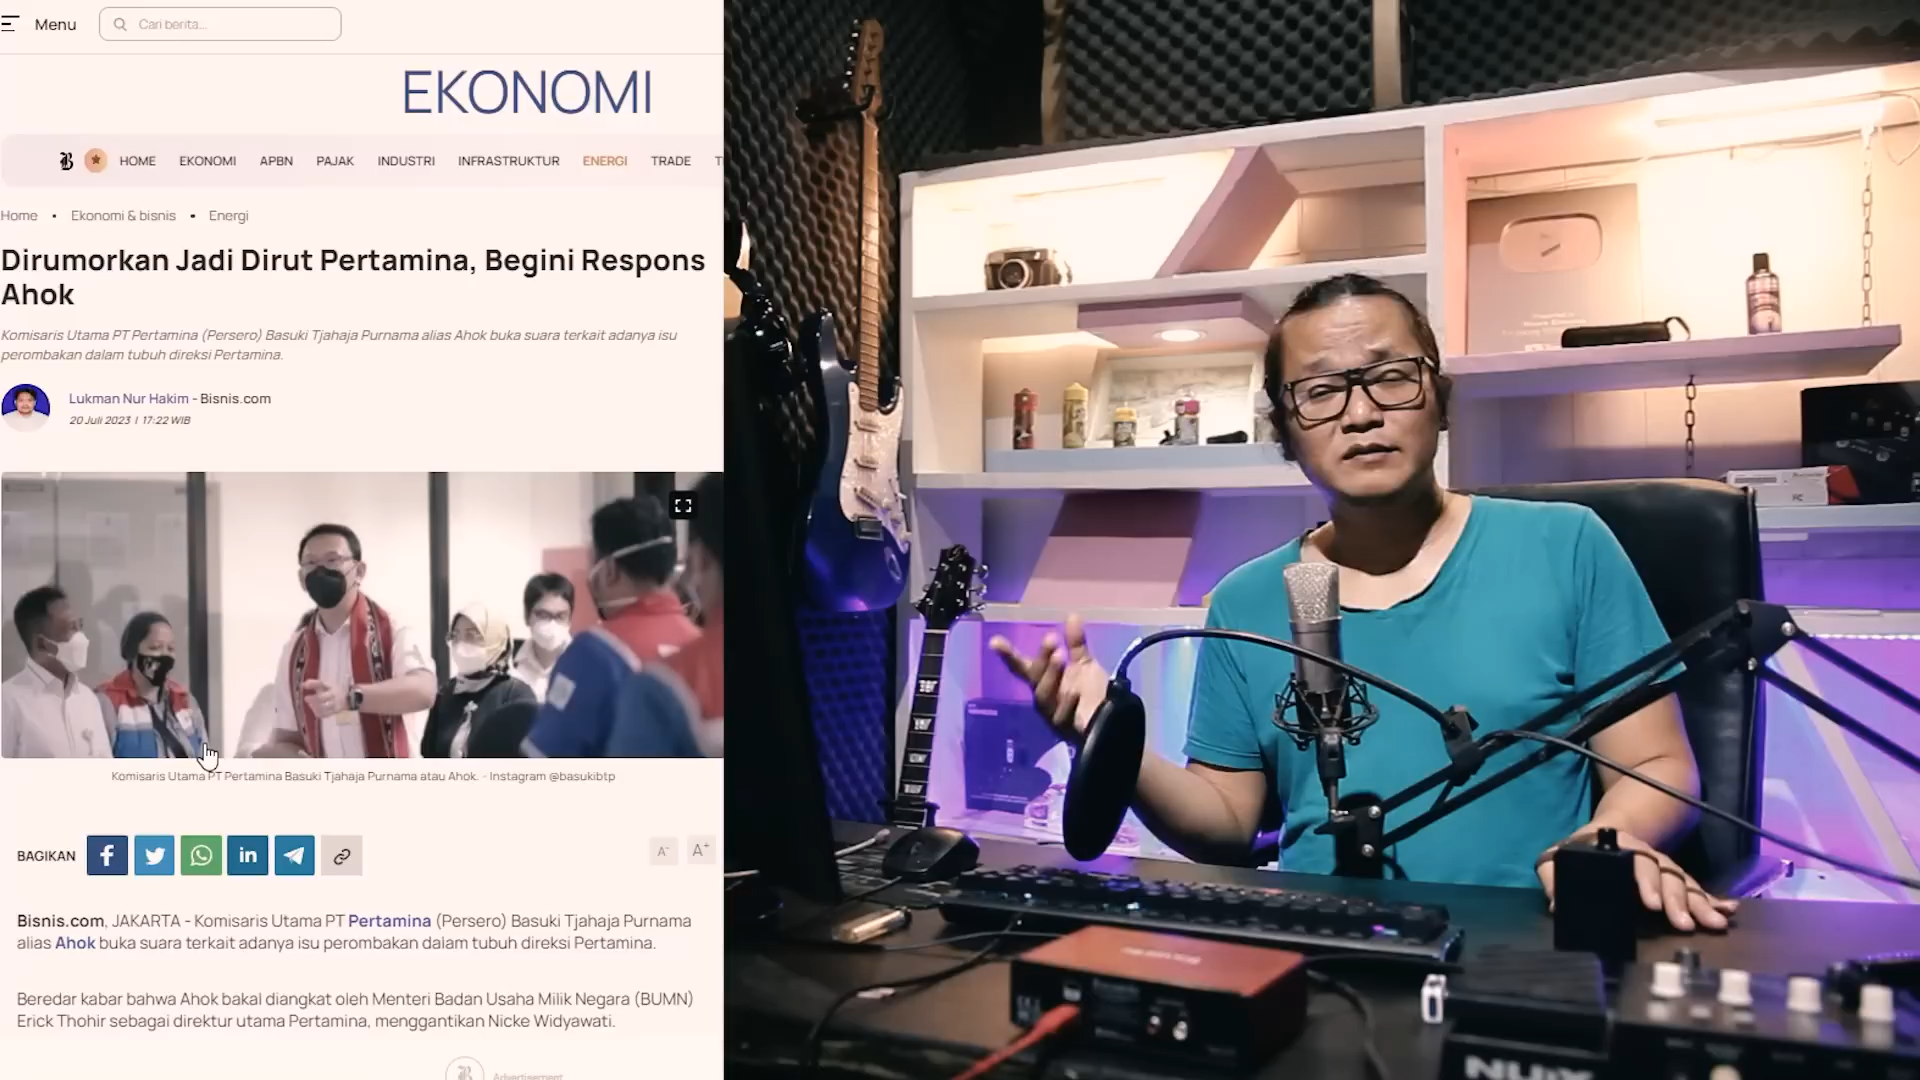 Menu
Cari berita...
EKONOMI
HOME EKONOMI APBN PAJAK INDUSTRI INFRASTRUKTUR ENERGI TRADE
Home • Ekonomi & bisnis • Energi
Dirumorkan Jadi Dirut Pertamina, Begini Respons
Ahok
Komisaris Utama PT Pertamina (Persero) Basuki Tjahaja Purnama alias Ahok buka suara terkait adanya isu
perombakan dalam tubuh direksi Pertamina.
Lukman Nur Hakim - Bisnis.com
20 Juli 2023 | 17:22 WIB
Komisaris Utama PT Pertamina Basuki Tjahaja Purnama atau Ahok. - Instagram @basukibtp
BAGIKAN
A-
A+
Bisnis.com, JAKARTA - Komisaris Utama PT Pertamina (Persero) Basuki Tjahaja Purnama
alias Ahok buka suara terkait adanya isu perombakan dalam tubuh direksi Pertamina.
Beredar kabar bahwa Ahok bakal diangkat oleh Menteri Badan Usaha Milik Negara (BUMN)
Erick Thohir sebagai direktur utama Pertamina, menggantikan Nicke Widyawati.
Advertisement
NUX